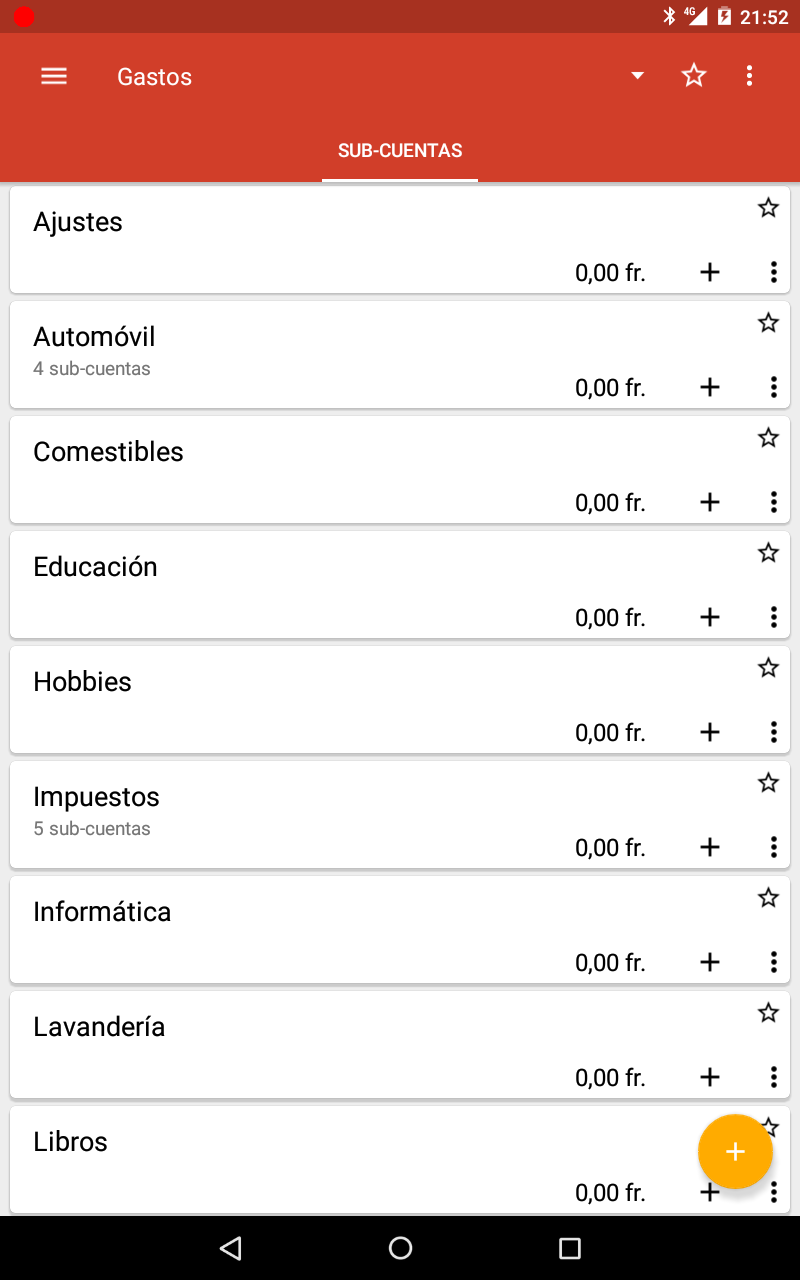 4G 21:52
Gastos
SUB-CUENTAS
Ajustes
0,00 fr.
Automóvil
4 sub-cuentas
0,00 fr.
Comestibles
0,00 fr.
Educación
0,00 fr.
Hobbies
0,00 fr.
Impuestos
5 sub-cuentas
0,00 fr.
Informática
0,00 fr.
Lavandería
0,00 fr.
Libros
0,00 fr.